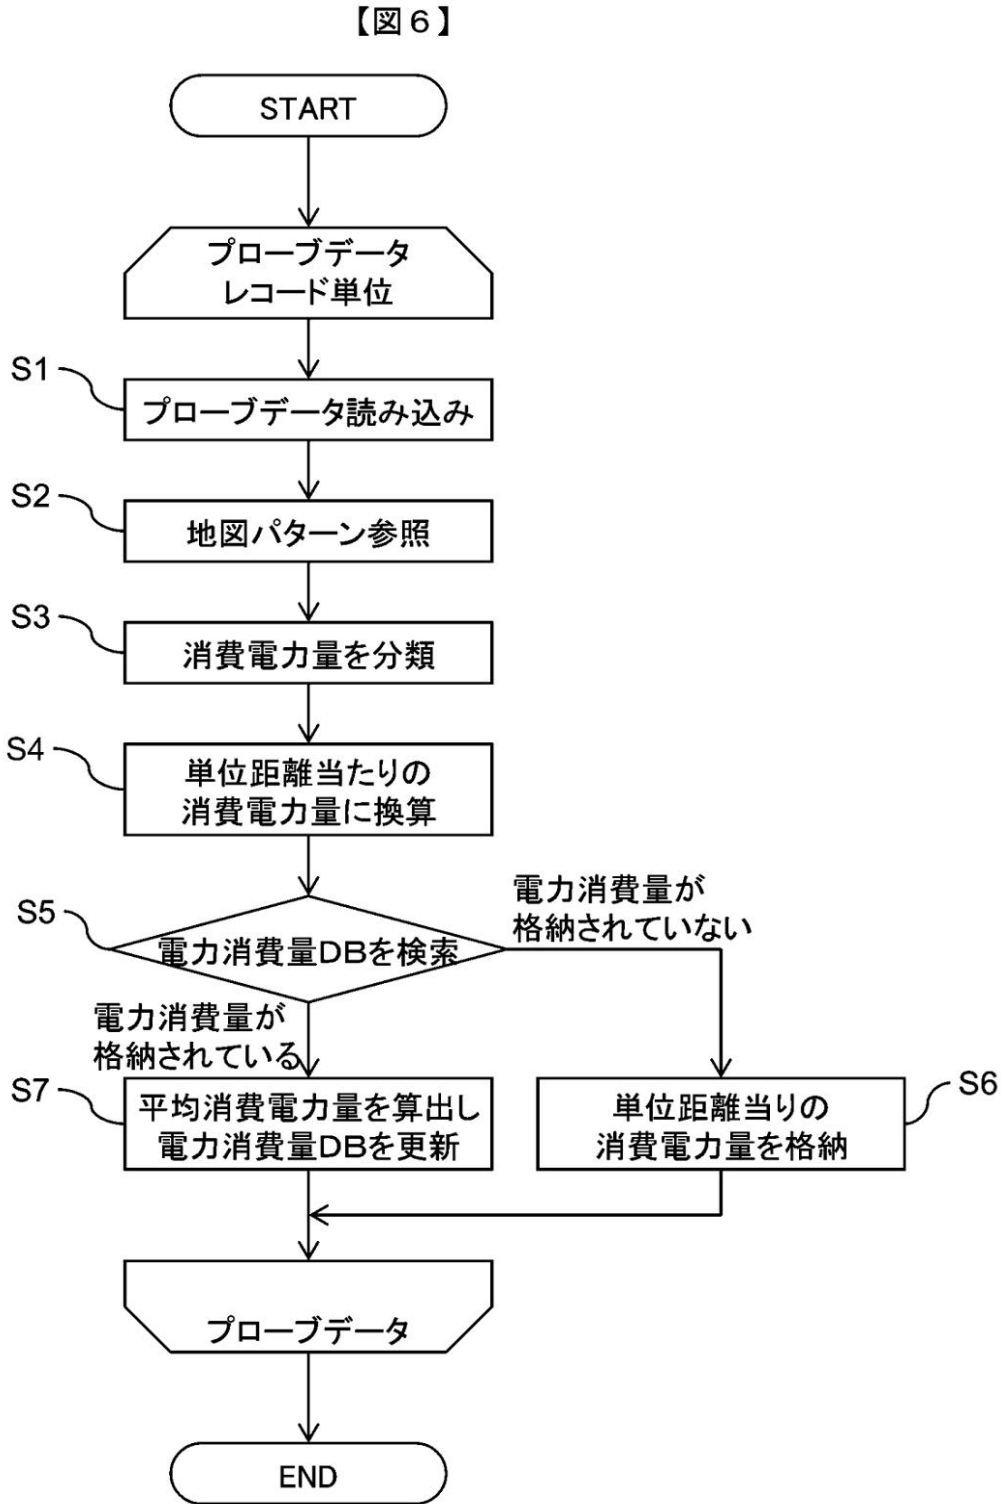 【図６】
START
プローブデータ
レコード単位
S1
プローブデータ読み込み
S2
地図パターン参照
S3
消費電力量を分類
S4
単位距離当たりの
消費電力量に換算
S5
電力消費量DBを検索
電力消費量が
格納されていない
電力消費量が
格納されている
S7
平均消費電力量を算出し
電力消費量DBを更新
S6
単位距離当りの
消費電力量を格納
プローブデータ
END